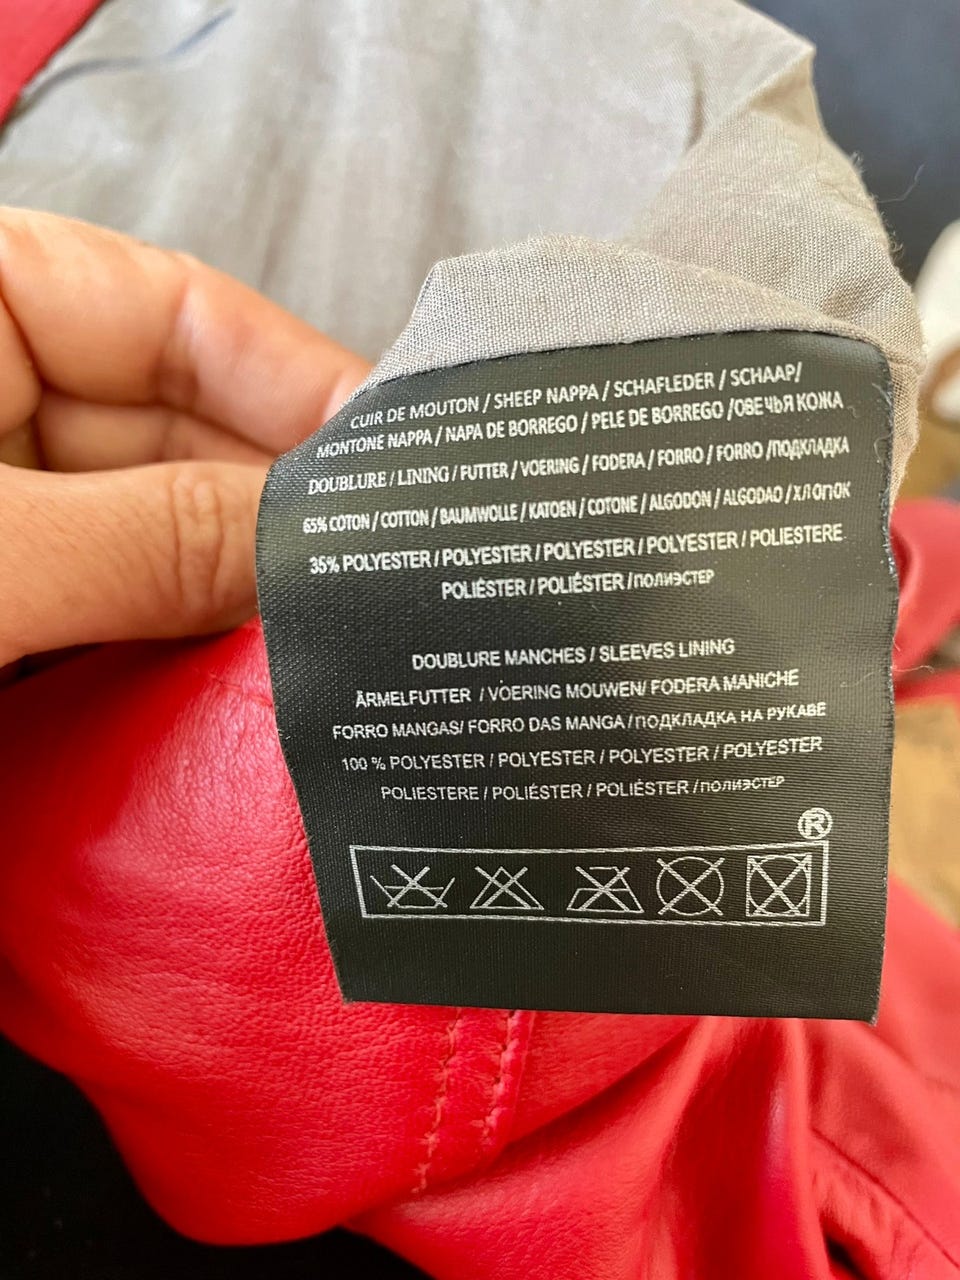 CUIR DE MOUTON / SHEEP NAPPA / SCHAFLEDER / SCHAAP/
MONTONE NAPPA / NAPA DE BORREGO / PELE DE BORREGO /ОВЕЧЬЯ КОЖА
DOUBLURE / LINING / FUTTER / VOERING / FODERA / FORRO / FORRO /ПОДКЛАДКА
65% COTON / COTTON / BAUMWOLLE / KATOEN / COTONE / ALGODON / ALGODAO / ХЛОПОК
35% POLYESTER / POLYESTER / POLYESTER / POLYESTER / POLIESTERE
POLIÉSTER / POLIÉSTER /ПОЛИЭСТЕР
DOUBLURE MANCHES / SLEEVES LINING
ÄRMELFUTTER / VOERING MOUWEN/ FODERA MANICHE
FORRO MANGAS/ FORRO DAS MANGA /ПОДКЛАДКА НА РУКАВЕ
100 % POLYESTER / POLYESTER / POLYESTER / POLYESTER
POLIESTERE / POLIÉSTER / POLIÉSTER /ПОЛИЭСТЕР
®